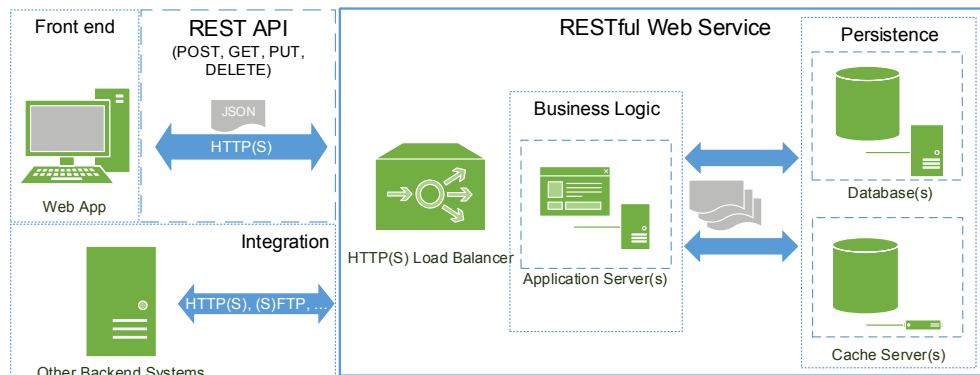 Front end
Web App
REST API
(POST, GET, PUT,
DELETE)
JSON
HTTP(S)
Integration
HTTP(S), (S)FTP, ...
Other Backend Systems
RESTful Web Service
HTTP(S) Load Balancer
Business Logic
Application Server(s)
Persistence
Database(s)
Cache Server(s)